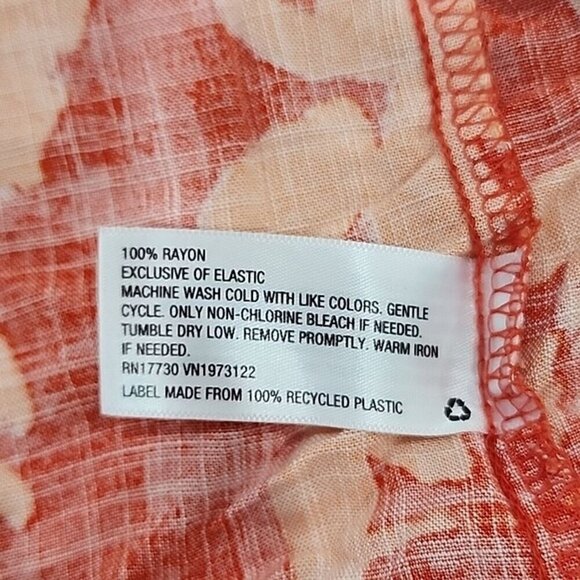 100% RAYON
EXCLUSIVE OF ELASTIC
MACHINE WASH COLD WITH LIKE COLORS. GENTLE
CYCLE. ONLY NON-CHLORINE BLEACH IF NEEDED.
TUMBLE DRY LOW. REMOVE PROMPTLY. WARM IRON
IF NEEDED.
RN17730 VN1973122
LABEL MADE FROM 100% RECYCLED PLASTIC